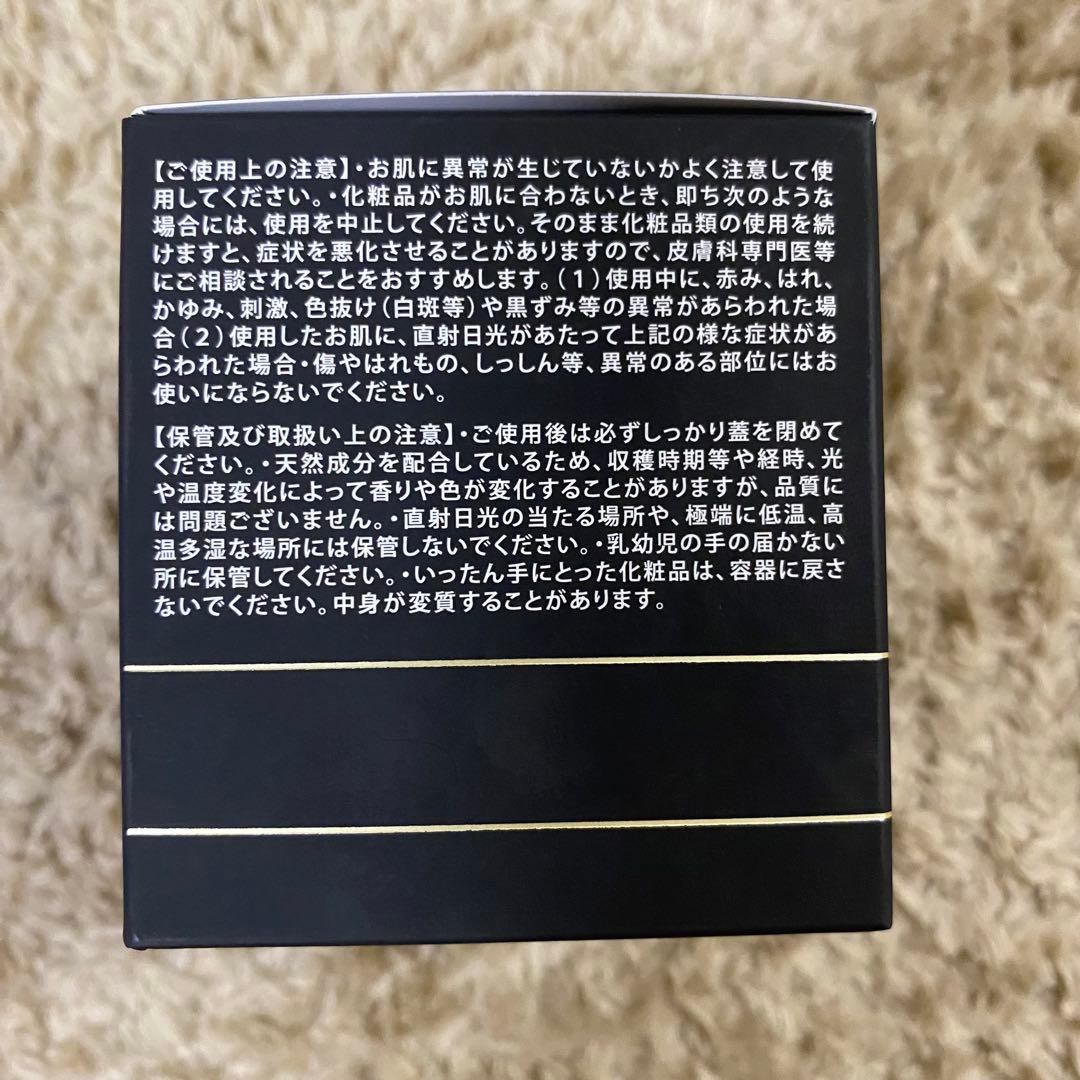 【ご使用上の注意】・お肌に異常が生じていないかよく注意して使
用してください。・化粧品がお肌に合わないとき、即ち次のような
場合には、使用を中止してください。そのまま化粧品類の使用を続
けますと、症状を悪化させることがありますので、皮膚科専門医等
にご相談されることをおすすめします。（1）使用中に、赤み、はれ、
かゆみ、刺激、色抜け（白斑等）や黒ずみ等の異常があらわれた場
合（2）使用したお肌に、直射日光があたって上記の様な症状があ
らわれた場合・傷やはれもの、しっしん等、異常のある部位にはお
使いにならないでください。
【保管及び取扱い上の注意】・ご使用後は必ずしっかり蓋を閉めて
ください。・天然成分を配合しているため、収穫時期等や経時、光
や温度変化によって香りや色が変化することがありますが、品質に
は問題ございません。・直射日光の当たる場所や、極端に低温、高
温多湿な場所には保管しないでください。・乳幼児の手の届かない
所に保管してください。・いったん手にとった化粧品は、容器に戻さ
ないでください。中身が変質することがあります。